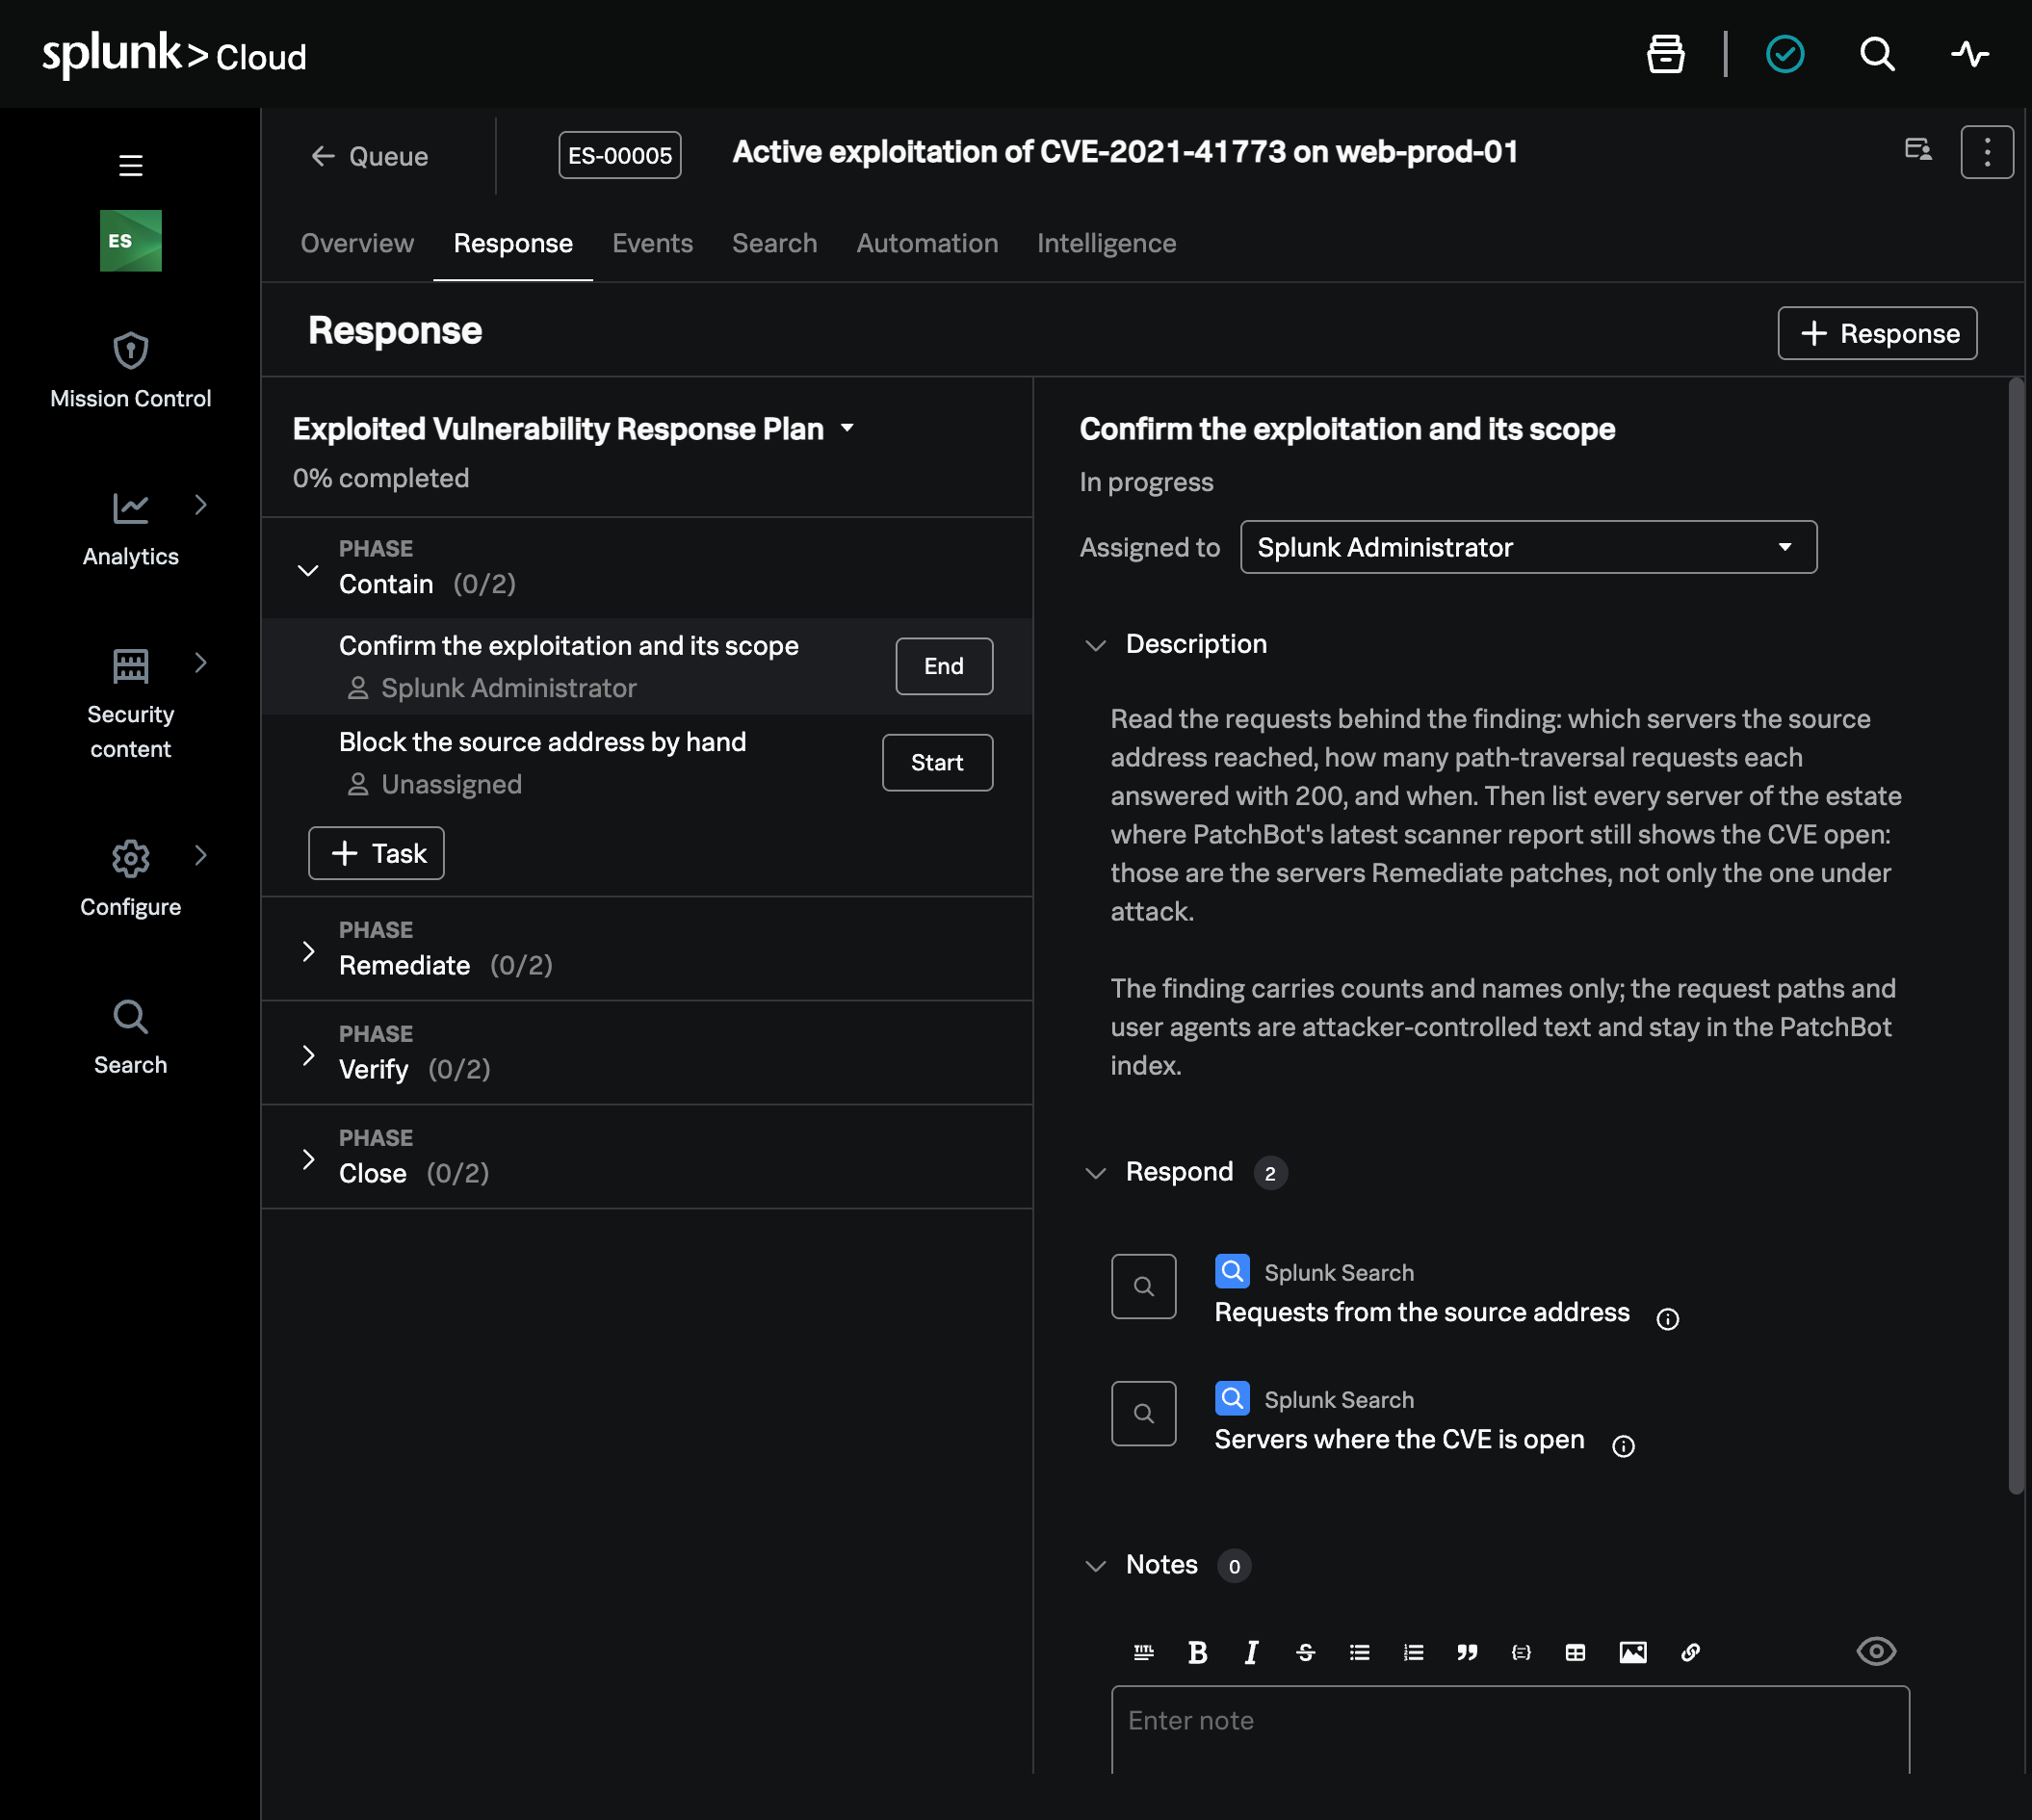 splunk>Cloud
← Queue
ES-00005
Active exploitation of CVE-2021-41773 on web-prod-01
ES
Mission Control
Analytics
Security
content
Configure
Search
Overview
Response
Events
Search
Automation
Intelligence
Response
+ Response
Exploited Vulnerability Response Plan
0% completed
PHASE
Contain (0/2)
Confirm the exploitation and its scope
Splunk Administrator
End
Block the source address by hand
Unassigned
Start
+ Task
PHASE
Remediate (0/2)
PHASE
Verify (0/2)
PHASE
Close (0/2)
Confirm the exploitation and its scope
In progress
Assigned to
Splunk Administrator
Description
Read the requests behind the finding: which servers the source
address reached, how many path-traversal requests each
answered with 200, and when. Then list every server of the estate
where PatchBot's latest scanner report still shows the CVE open:
those are the servers Remediate patches, not only the one under
attack.
The finding carries counts and names only; the request paths and
user agents are attacker-controlled text and stay in the PatchBot
index.
Respond 2
Splunk Search
Requests from the source address
Splunk Search
Servers where the CVE is open
Notes 0
TITL
B I S
Enter note